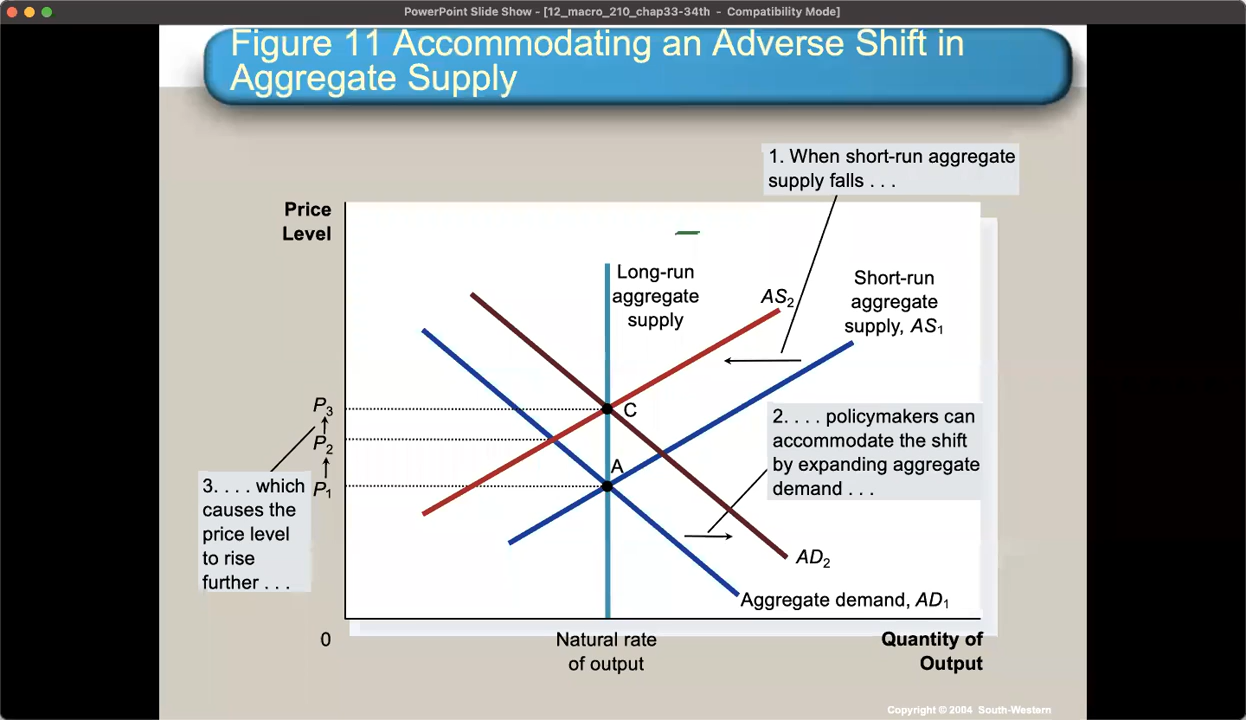 PowerPoint Slide Show - [12_macro_210_chap33-34th - Compatibility Mode]
Figure 11 Accommodating an Adverse Shift in
Aggregate Supply
1. When short-run aggregate
supply falls . . .
Price
Level
Long-run
aggregate
supply
AS2
Short-run
aggregate
supply, AS1
P3
C
2. . . . policymakers can
accommodate the shift
by expanding aggregate
demand . . .
P2
A
3. . . . which
causes the
price level
to rise
further . . .
P1
AD2
Aggregate demand, AD1
0
Natural rate
of output
Quantity of
Output
Copyright © 2004 South-Western